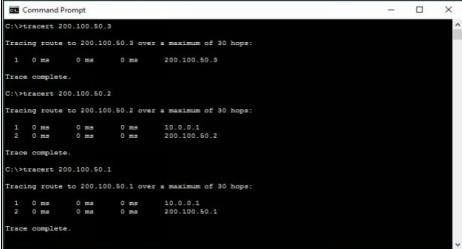 Command Prompt
C:\>tracert 200.100.50.3
Tracing route to 200.100.50.3 over a maximum of 30 hops:
1 0 ms 0 ms 0 ms 200.100.50.3
Trace complete.
C:\>tracert 200.100.50.2
Tracing route to 200.100.50.2 over a maximum of 30 hops:
1 0 ms 0 ms 0 ms 10.0.0.1
2 0 ms 0 ms 0 ms 200.100.50.2
Trace complete.
C:\>tracert 200.100.50.1
Tracing route to 200.100.50.1 over a maximum of 30 hops:
1 0 ms 0 ms 0 ms 10.0.0.1
2 0 ms 0 ms 0 ms 200.100.50.1
Trace complete.